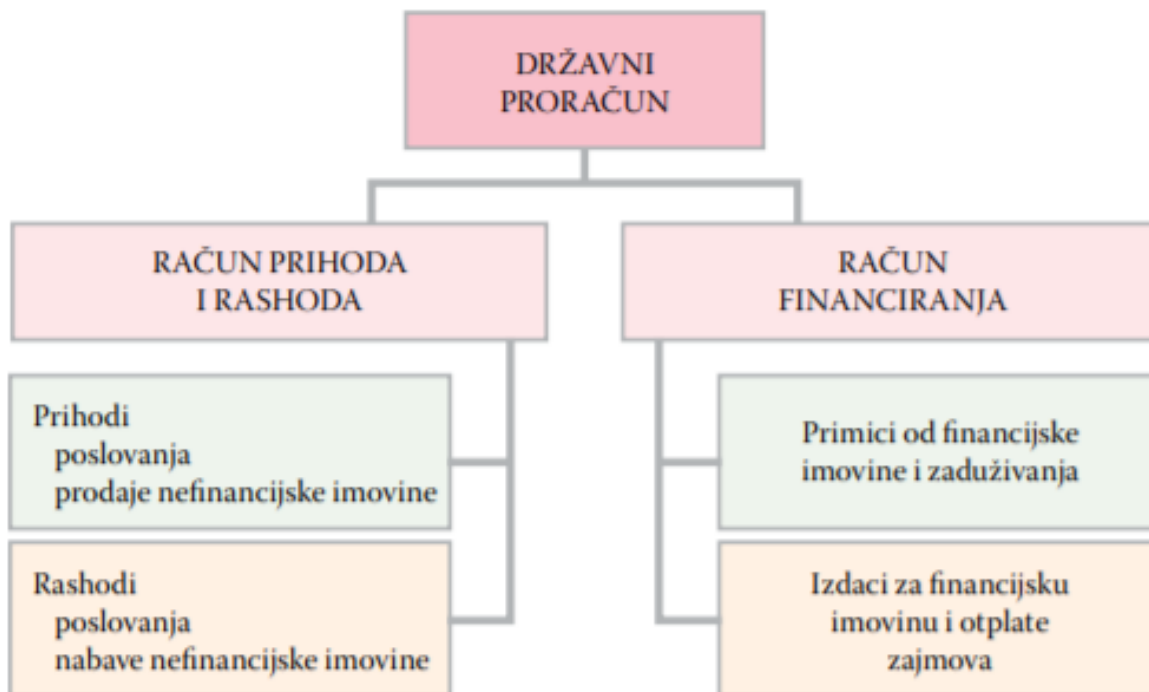 DRŽAVNI
PRORAČUN
RAČUN PRIHODA
I RASHODA
RAČUN
FINANCIRANJA
Prihodi
poslovanja
prodaje nefinancijske imovine
Primici od financijske
imovine i zaduživanja
Rashodi
poslovanja
nabave nefinancijske imovine
Izdaci za financijsku
imovinu i otplate
zajmova